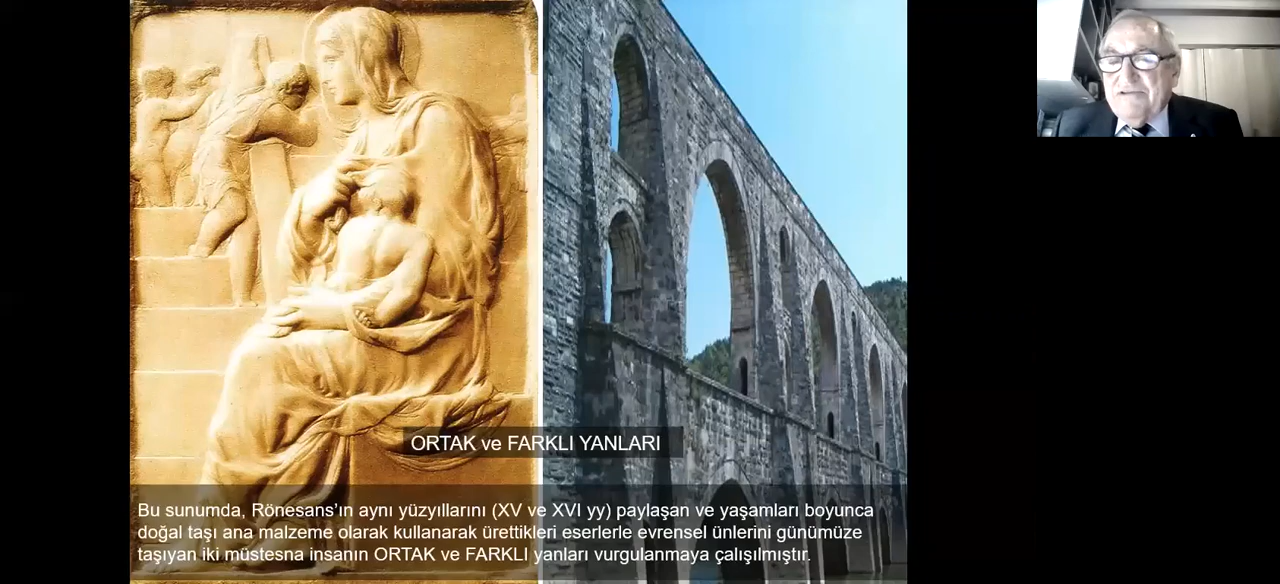 ORTAK ve FARKLI YANLARI
Bu sunumda, Rönesans'ın aynı yüzyıllarını (XV ve XVI yy) paylaşan ve yaşamları boyunca
doğal taşı ana malzeme olarak kullanarak ürettikleri eserlerle evrensel ünlerini günümüze
taşıyan iki müstesna insanın ORTAK ve FARKLI yanları vurgulanmaya çalışılmıştır.